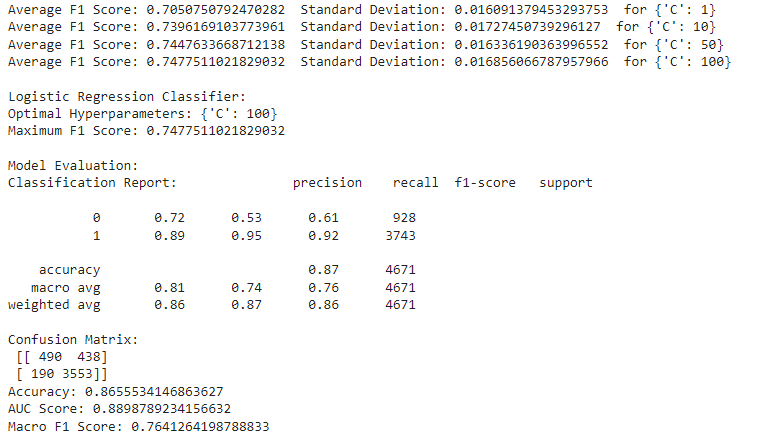 Average F1 Score: 0.7050750792470282  Standard Deviation: 0.016091379453293753  for {'C': 1}
Average F1 Score: 0.7396169103773961  Standard Deviation: 0.01727450739296127  for {'C': 10}
Average F1 Score: 0.7447633668712138  Standard Deviation: 0.016336190363996552  for {'C': 50}
Average F1 Score: 0.7477511021829032  Standard Deviation: 0.016856066787957966  for {'C': 100}
Logistic Regression Classifier:
Optimal Hyperparameters: {'C': 100}
Maximum F1 Score: 0.7477511021829032
Model Evaluation:
Classification Report:               precision    recall  f1-score   support
0       0.72      0.53      0.61       928
1       0.89      0.95      0.92      3743
accuracy                           0.87      4671
macro avg       0.81      0.74      0.76      4671
weighted avg       0.86      0.87      0.86      4671
Confusion Matrix:
[[ 490  438]
[ 190 3553]]
Accuracy: 0.8655534146863627
AUC Score: 0.8898789234156632
Macro F1 Score: 0.7641264198788833